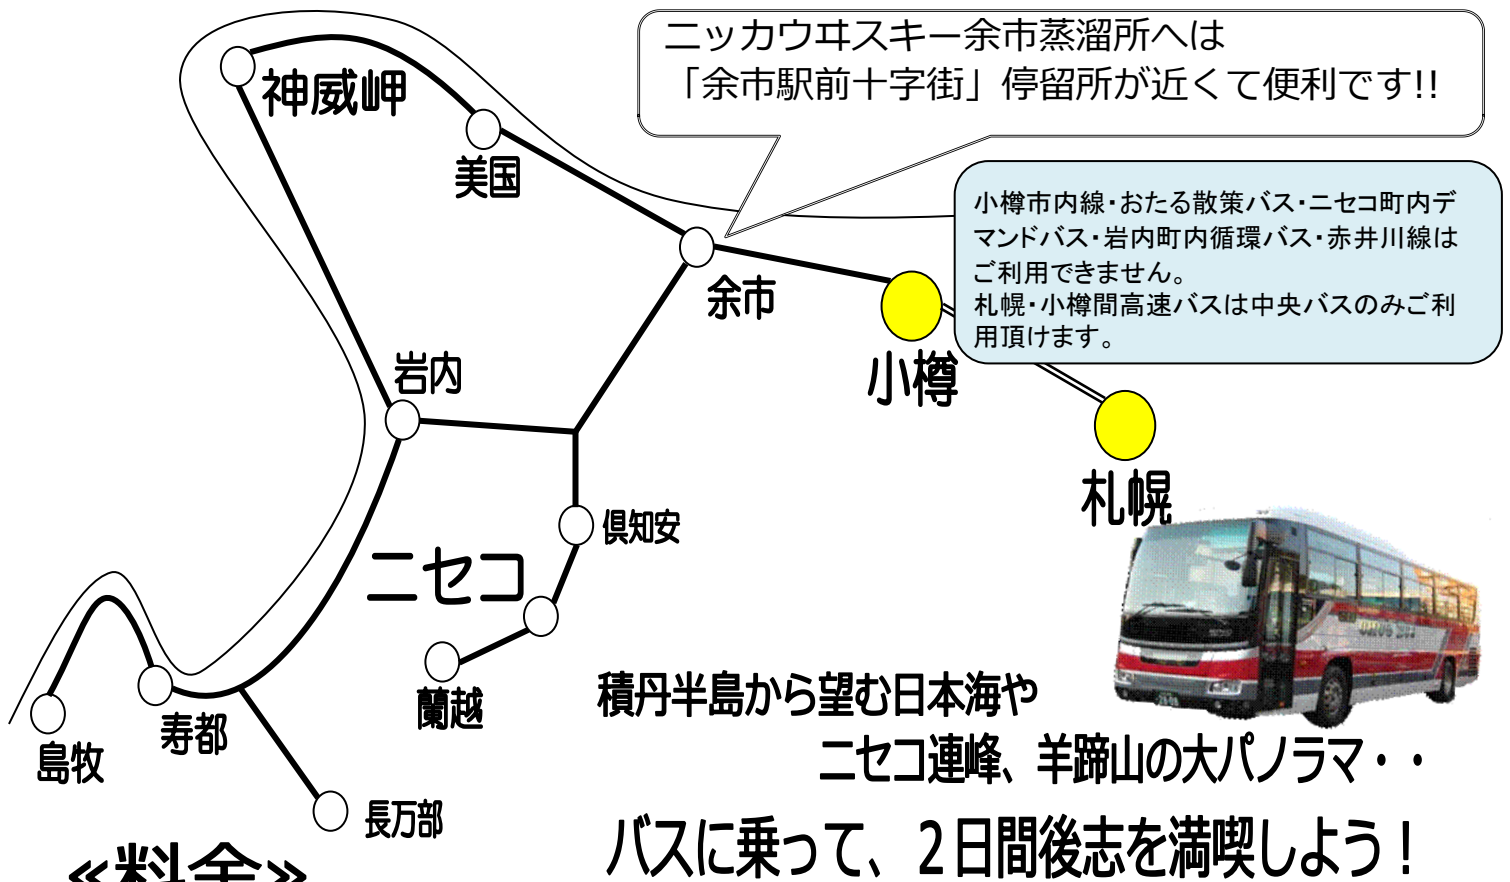 ニッカウヰスキー余市蒸溜所へは
「余市駅前十字街」停留所が近くて便利です!!
神威岬
美国
小樽市内線・おたる散策バス・ニセコ町内デ
マンドバス・岩内町内循環バス・赤井川線は
ご利用できません。
札幌・小樽間高速バスは中央バスのみご利
用頂けます。
余市
小樽
岩内
札幌
倶知安
ニセコ
蘭越
寿都
島牧
長万部
積丹半島から望む日本海や
ニセコ連峰、羊蹄山の大パノラマ・・
バスに乗って、2日間後志を満喫しよう！
≪料金≫